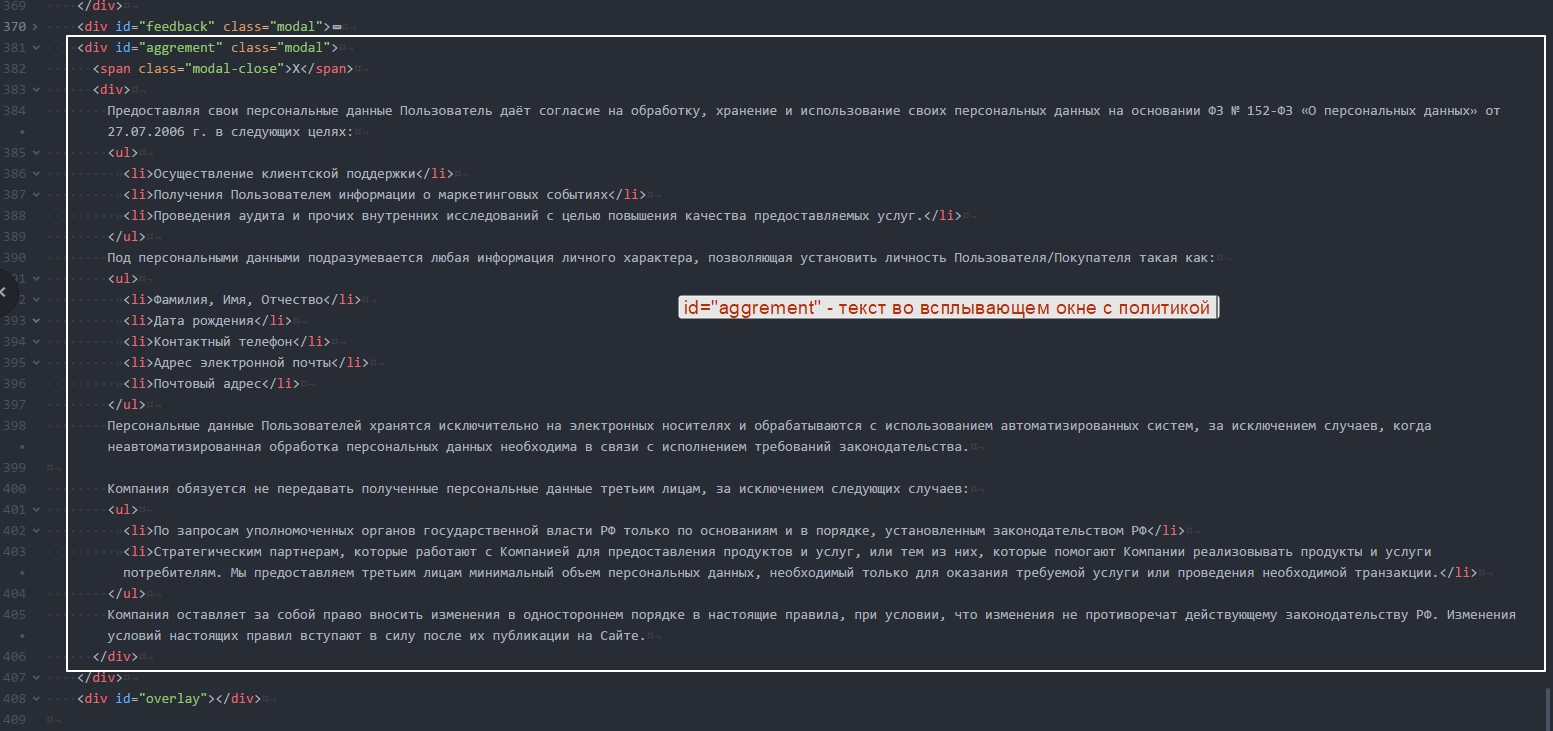 369 </div>
370 <div id="feedback" class="modal">
381 <div id="aggrement" class="modal">
382 <span class="modal-close">X</span>
383 <div>
384 Предоставляя свои персональные данные Пользователь даёт согласие на обработку, хранение и использование своих персональных данных на основании ФЗ № 152-ФЗ «О персональных данных» от
27.07.2006 г. в следующих целях:
385 <ul>
386 <li>Осуществление клиентской поддержки</li>
387 <li>Получения Пользователем информации о маркетинговых событиях</li>
388 <li>Проведения аудита и прочих внутренних исследований с целью повышения качества предоставляемых услуг.</li>
389 </ul>
390 Под персональными данными подразумевается любая информация личного характера, позволяющая установить личность Пользователя/Покупателя такая как:
91 <ul>
2 <li>Фамилия, Имя, Отчество</li>
id="aggrement" - текст во всплывающем окне с политикой
393 <li>Дата рождения</li>
394 <li>Контактный телефон</li>
395 <li>Адрес электронной почты</li>
396 <li>Почтовый адрес</li>
397 </ul>
398 Персональные данные Пользователей хранятся исключительно на электронных носителях и обрабатываются с использованием автоматизированных систем, за исключением случаев, когда
неавтоматизированная обработка персональных данных необходима в связи с исполнением требований законодательства.
399
400 Компания обязуется не передавать полученные персональные данные третьим лицам, за исключением следующих случаев:
401 <ul>
402 <li>По запросам уполномоченных органов государственной власти РФ только по основаниям и в порядке, установленным законодательством РФ</li>
403 <li>Стратегическим партнерам, которые работают с Компанией для предоставления продуктов и услуг, или тем из них, которые помогают Компании реализовывать продукты и услуги
потребителям. Мы предоставляем третьим лицам минимальный объем персональных данных, необходимый только для оказания требуемой услуги или проведения необходимой транзакции.</li>
404 </ul>
405 Компания оставляет за собой право вносить изменения в одностороннем порядке в настоящие правила, при условии, что изменения не противоречат действующему законодательству РФ. Изменения
условий настоящих правил вступают в силу после их публикации на Сайте.
406 </div>
407 </div>
408 <div id="overlay"></div>
409